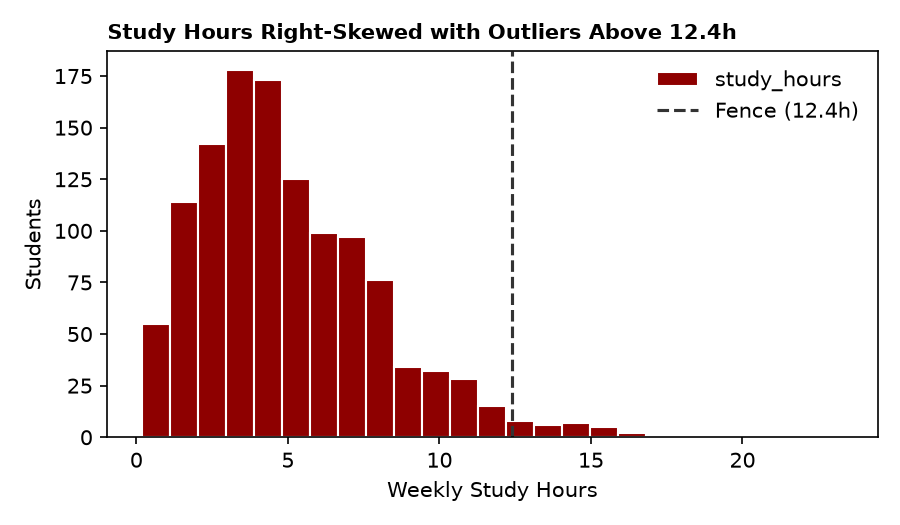 Study Hours Right-Skewed with Outliers Above 12.4h
study_hours
Fence (12.4h)
175
150
125
100
75
50
25
0
Students
0 5 10 15 20
Weekly Study Hours